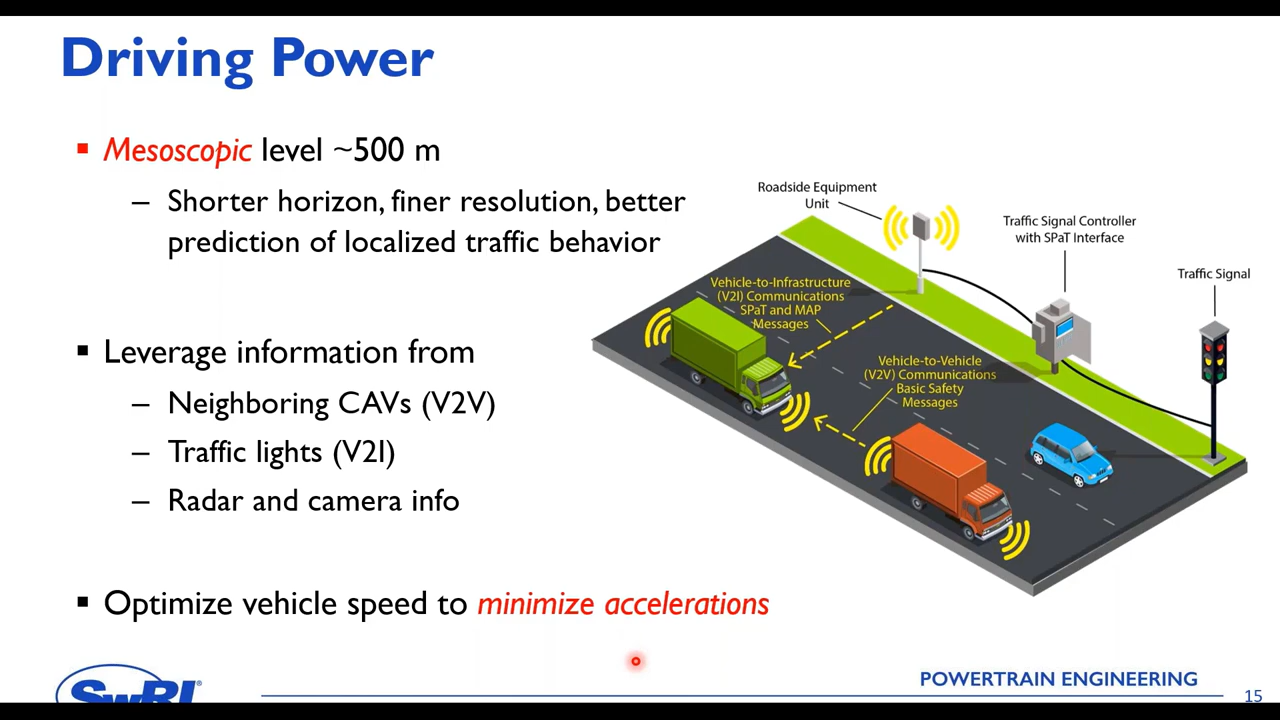 Driving Power
▪ Mesoscopic level ~500 m
– Shorter horizon, finer resolution, better
prediction of localized traffic behavior
▪ Leverage information from
– Neighboring CAVs (V2V)
– Traffic lights (V2I)
– Radar and camera info
▪ Optimize vehicle speed to minimize accelerations
Roadside Equipment
Unit
Traffic Signal Controller
with SPaT Interface
Traffic Signal
Vehicle-to-Infrastructure
(V2I) Communications
SPaT and MAP
Messages
Vehicle-to-Vehicle
(V2V) Communications
Basic Safety
Messages
SwRI®
POWERTRAIN ENGINEERING
15